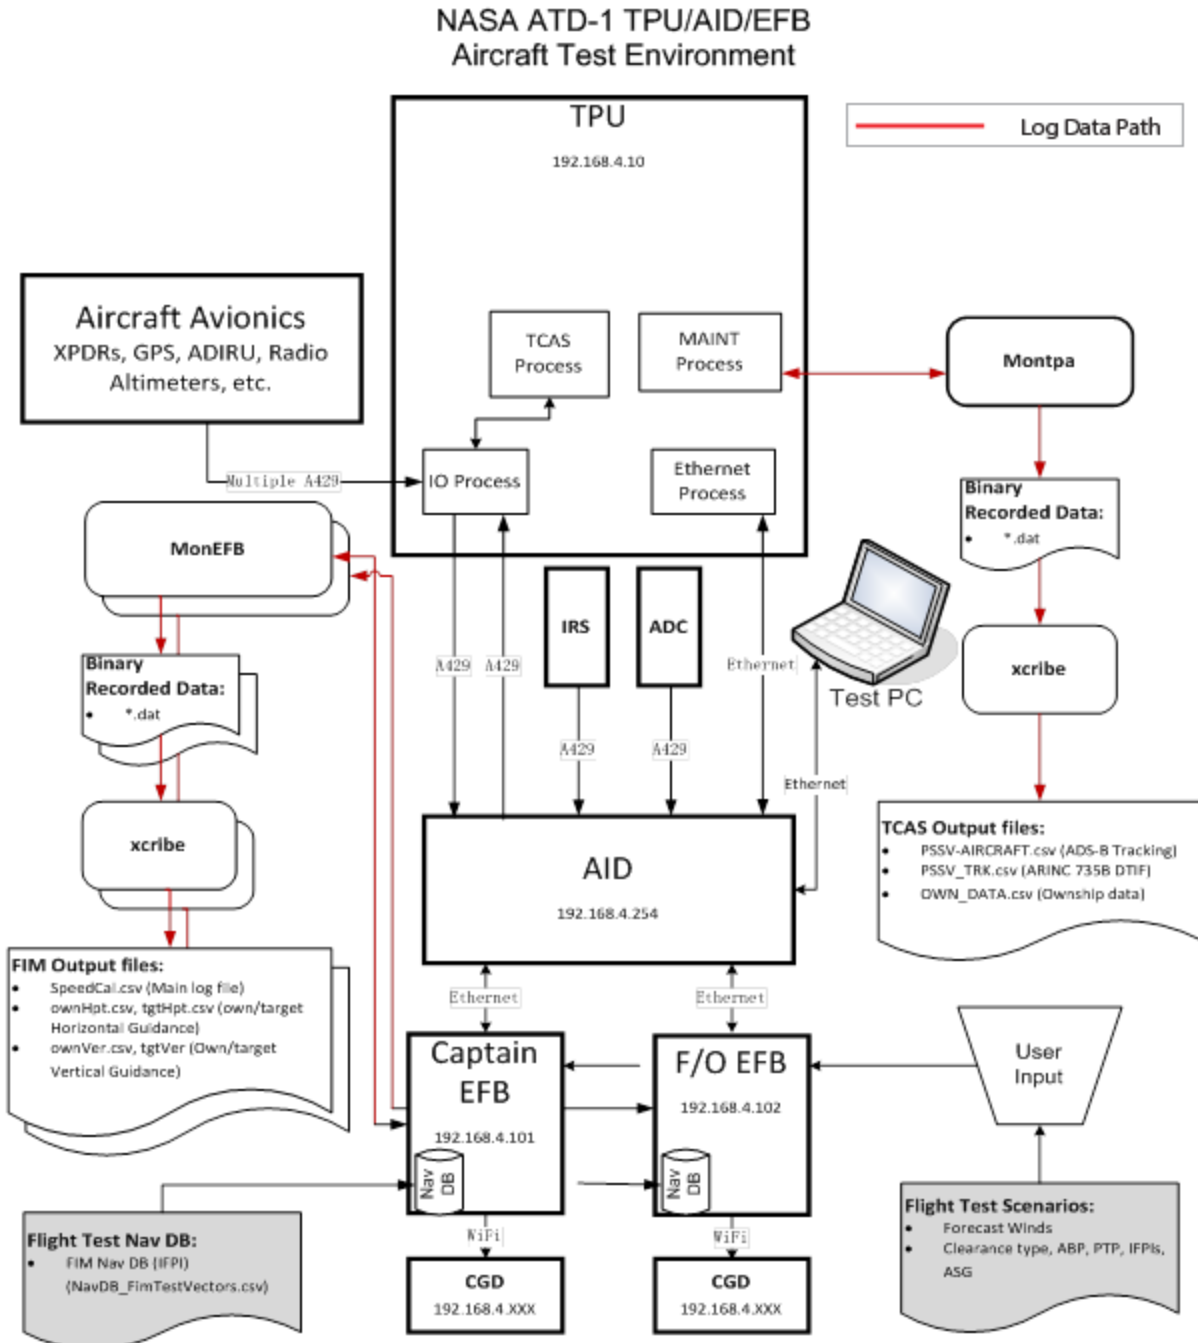 NASA ATD-1 TPU/AID/EFB
Aircraft Test Environment
TPU
192.168.4.10
Log Data Path
Aircraft Avionics
XPDRs, GPS, ADIRU, Radio
Altimeters, etc.
TCAS
Process
MAINT
Process
Montpa
Multiple A429
IO Process
Ethernet
Process
Binary
Recorded Data:
• *.dat
MonEFB
IRS
ADC
A429
A429
Ethernet
Test PC
xcribe
Binary
Recorded Data:
• *.dat
A429
A429
Ethernet
xcribe
AID
192.168.4.254
TCAS Output files:
• PSSV-AIRCRAFT.csv (ADS-B Tracking)
• PSSV_TRK.csv (ARINC 735B DTIF)
• OWN_DATA.csv (Ownship data)
FIM Output files:
• SpeedCal.csv (Main log file)
• ownHpt.csv, tgtHpt.csv (own/target
Horizontal Guidance)
• ownVer.csv, tgtVer (Own/target
Vertical Guidance)
Ethernet
Ethernet
Captain
EFB
192.168.4.101
Nav
DB
F/O EFB
192.168.4.102
Nav
DB
User
Input
Flight Test Nav DB:
• FIM Nav DB (IFPI)
(NavDB_FimTestVectors.csv)
WiFi
WiFi
CGD
192.168.4.XXX
CGD
192.168.4.XXX
Flight Test Scenarios:
• Forecast Winds
• Clearance type, ABP, PTP, IFPIs,
ASG